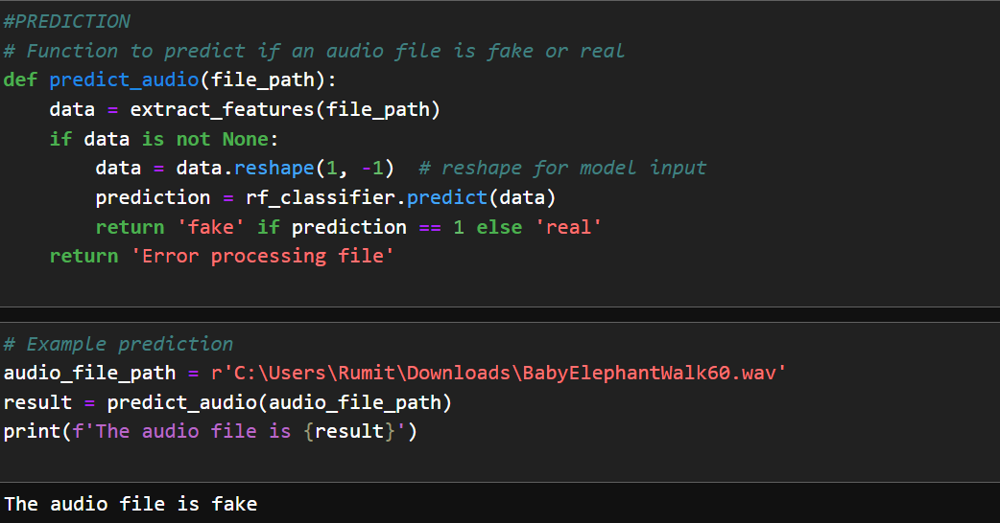 #PREDICTION
# Function to predict if an audio file is fake or real
def predict_audio(file_path):
    data = extract_features(file_path)
    if data is not None:
        data = data.reshape(1, -1)  # reshape for model input
        prediction = rf_classifier.predict(data)
        return 'fake' if prediction == 1 else 'real'
    return 'Error processing file'
# Example prediction
audio_file_path = r'C:\Users\Rumit\Downloads\BabyElephantWalk60.wav'
result = predict_audio(audio_file_path)
print(f'The audio file is {result}')
The audio file is fake